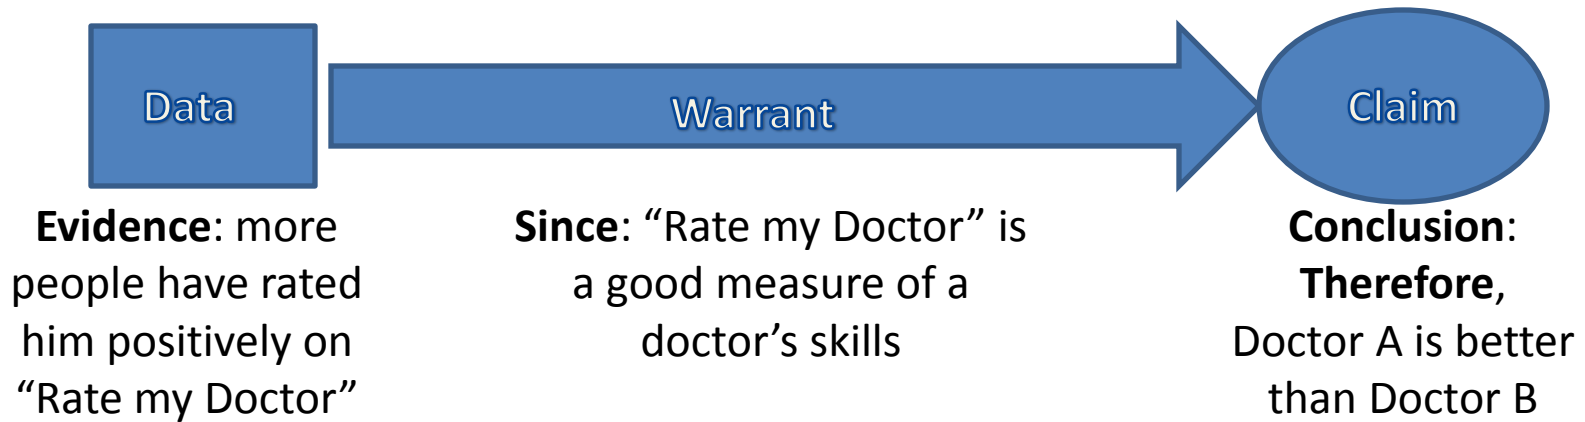 Data
Warrant
Claim
Evidence: more
people have rated
him positively on
“Rate my Doctor”
Since: “Rate my Doctor” is
a good measure of a
doctor’s skills
Conclusion:
Therefore,
Doctor A is better
than Doctor B